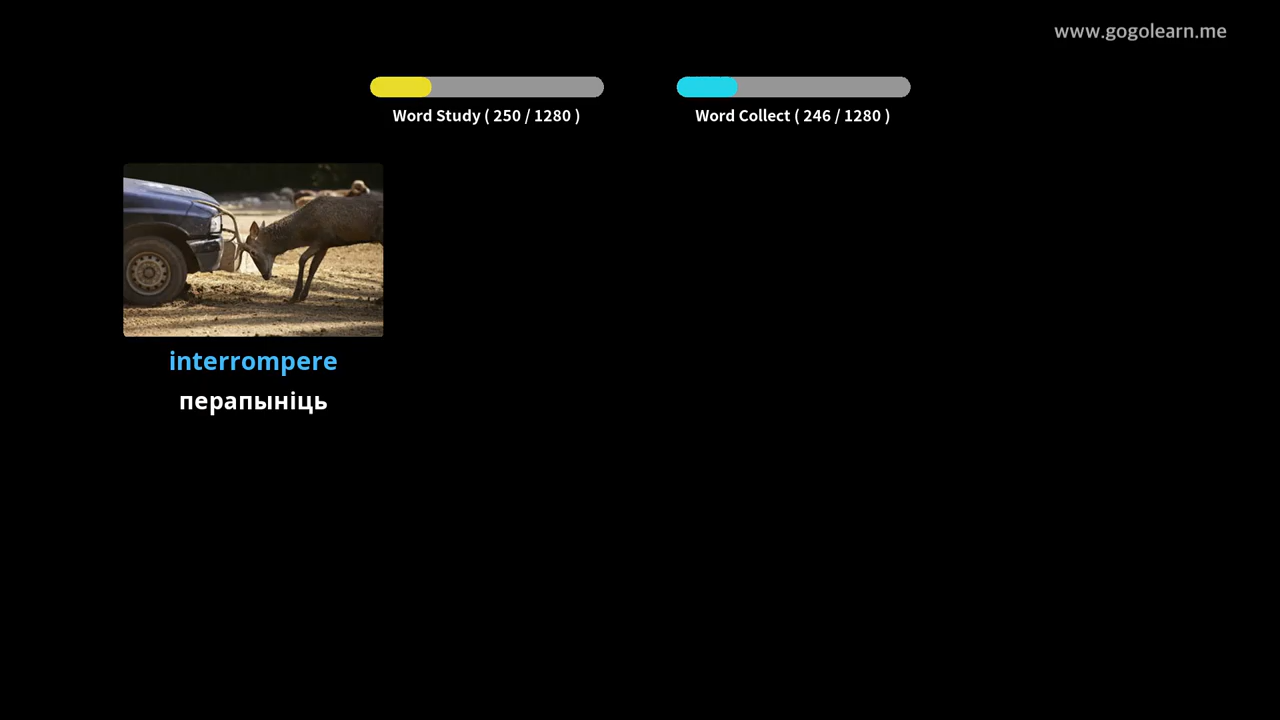 www.gogolearn.me
Word Study ( 250 / 1280 )
Word Collect ( 246 / 1280 )
interrompere
перапыніць